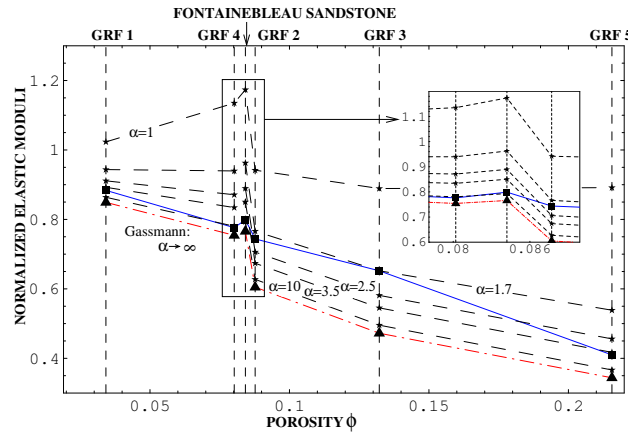 FONTAINEBLEAU SANDSTONE
GRF 1 GRF 4 GRF 2 GRF 3 GRF 5
NORMALIZED ELASTIC MODULI
1.2
1
0.8
0.6
0.4
α=1
Gassmann:
α→∞
α=10 α=3.5 α=2.5 α=1.7
1.1
1
0.9
0.8
0.7
0.6
0.08 0.086
0.05 0.1 0.15 0.2
POROSITY ϕ